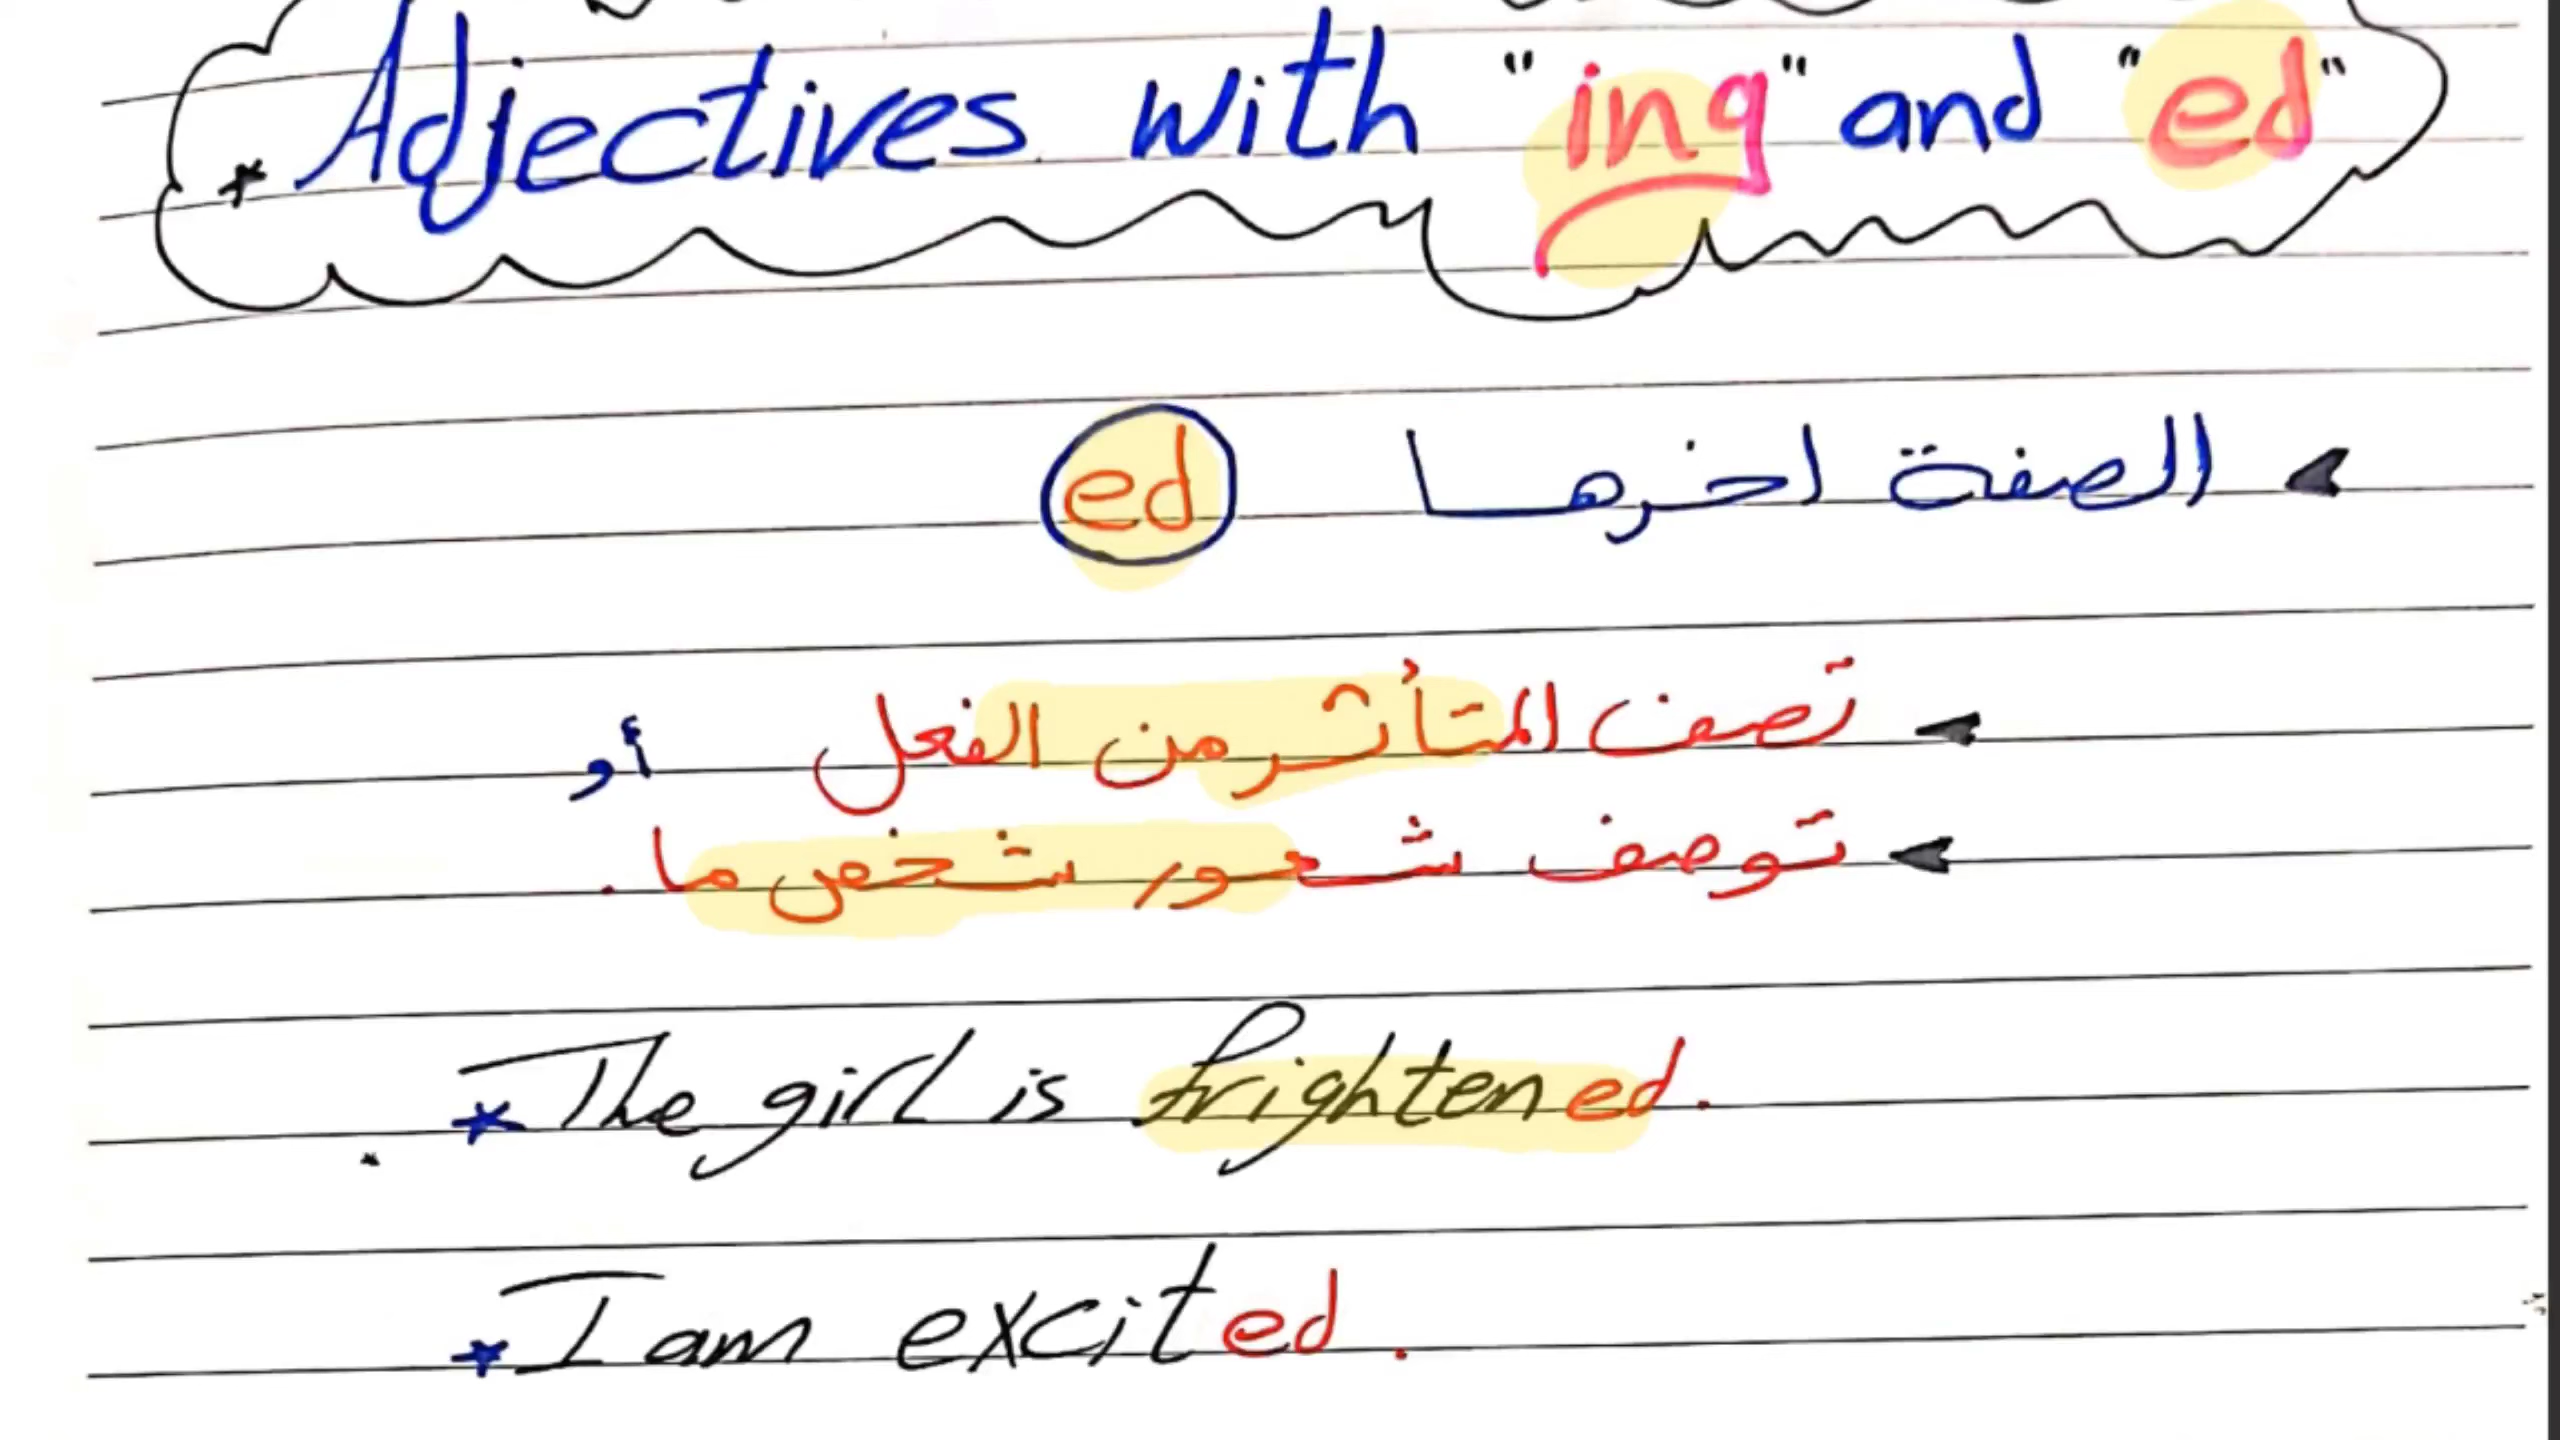 * Adjectives with "ing" and "ed"
الصفة اخرها ed
تصف المتأثر من الفعل أو
توصف شعور شخص ما.
* The girl is frightened.
* I am excited.